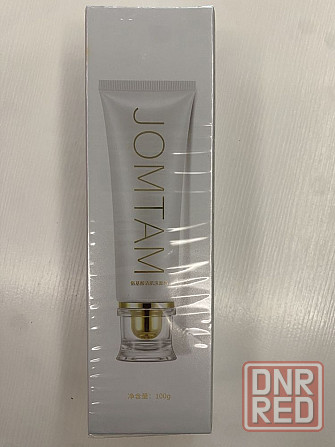 JOMTAM
净含量：100g
DNR
RED